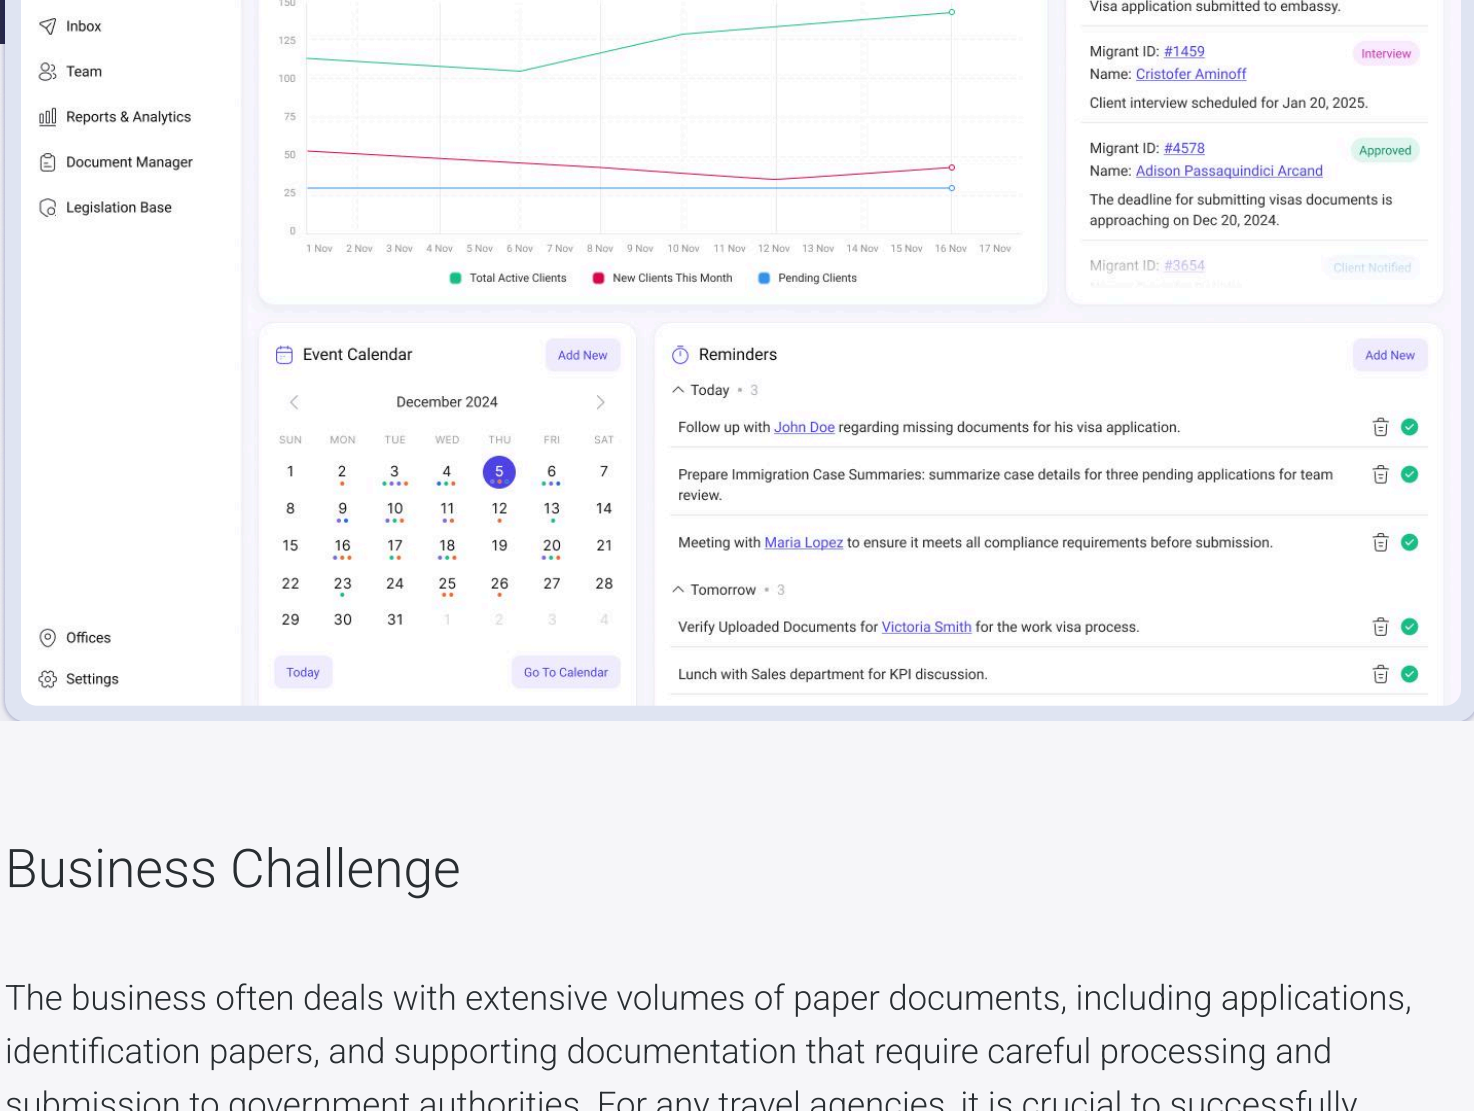 Inbox
Team
Reports & Analytics
Document Manager
Legislation Base
Offices
Settings
150
125
100
75
50
25
0
1 Nov 2 Nov 3 Nov 4 Nov 5 Nov 6 Nov 7 Nov 8 Nov 9 Nov 10 Nov 11 Nov 12 Nov 13 Nov 14 Nov 15 Nov 16 Nov 17 Nov
Total Active Clients New Clients This Month Pending Clients
Visa application submitted to embassy.
Migrant ID: #1459 Interview
Name: Cristofer Aminoff
Client interview scheduled for Jan 20, 2025.
Migrant ID: #4578 Approved
Name: Adison Passaquindici Arcand
The deadline for submitting visas documents is
approaching on Dec 20, 2024.
Migrant ID: #3654 Client Notified
Event Calendar Add New
December 2024
SUN MON TUE WED THU FRI SAT
1 2 3 4 5 6 7
8 9 10 11 12 13 14
15 16 17 18 19 20 21
22 23 24 25 26 27 28
29 30 31 1 2 3 4
Today Go To Calendar
Reminders Add New
Today • 3
Follow up with John Doe regarding missing documents for his visa application.
Prepare Immigration Case Summaries: summarize case details for three pending applications for team
review.
Meeting with Maria Lopez to ensure it meets all compliance requirements before submission.
Tomorrow • 3
Verify Uploaded Documents for Victoria Smith for the work visa process.
Lunch with Sales department for KPI discussion.
Business Challenge
The business often deals with extensive volumes of paper documents, including applications,
identification papers, and supporting documentation that require careful processing and
submission to government authorities. For any travel agencies, it is crucial to successfully